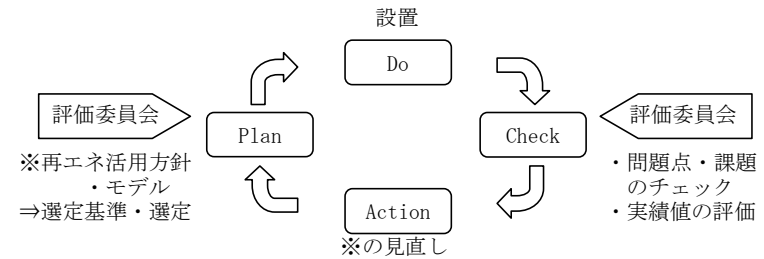 設置
Do
評価委員会
Plan
Check
評価委員会
※再エネ活用方針
・モデル
⇒選定基準・選定
・問題点・課題
のチェック
・実績値の評価
Action
※の見直し